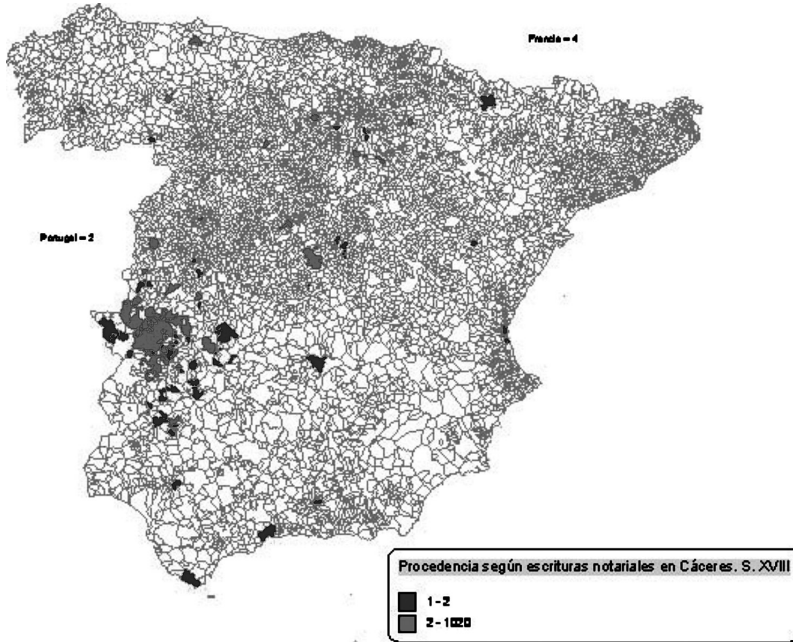 Francia = 4
Portugal = 2
Procedencia según escrituras notariales en Cáceres. S. XVIII
1 - 2
2 - 1020